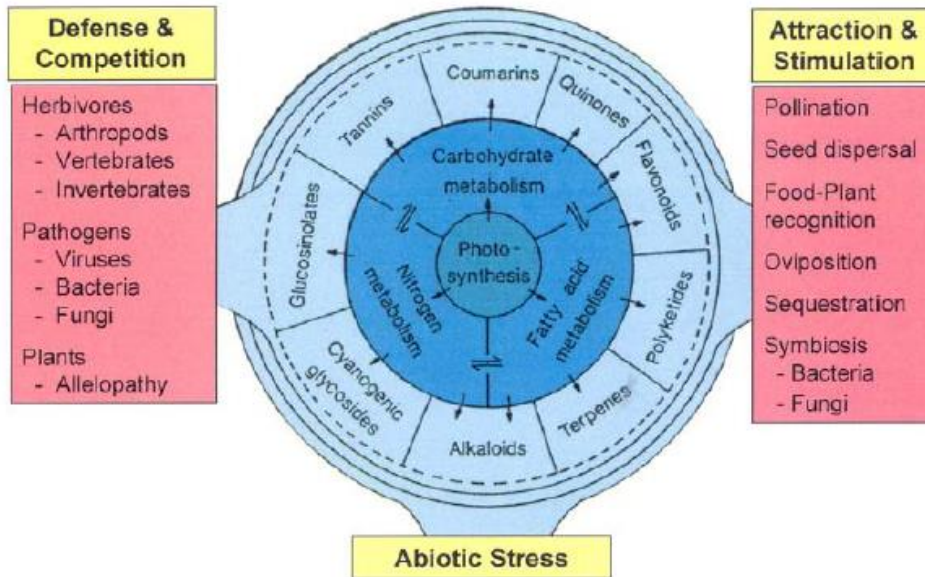 Defense &
Competition
Herbivores
- Arthropods
- Vertebrates
- Invertebrates
Pathogens
- Viruses
- Bacteria
- Fungi
Plants
- Allelopathy
Coumarins
Quinones
Flavonoids
Polyketides
Terpenes
Alkaloids
Cyanogenic
glycosides
Glucosinolates
Tannins
Carbohydrate
metabolism
Photo-
synthesis
Nitrogen
metabolism
Fatty acid
metabolism
Attraction &
Stimulation
Pollination
Seed dispersal
Food-Plant
recognition
Oviposition
Sequestration
Symbiosis
- Bacteria
- Fungi
Abiotic Stress